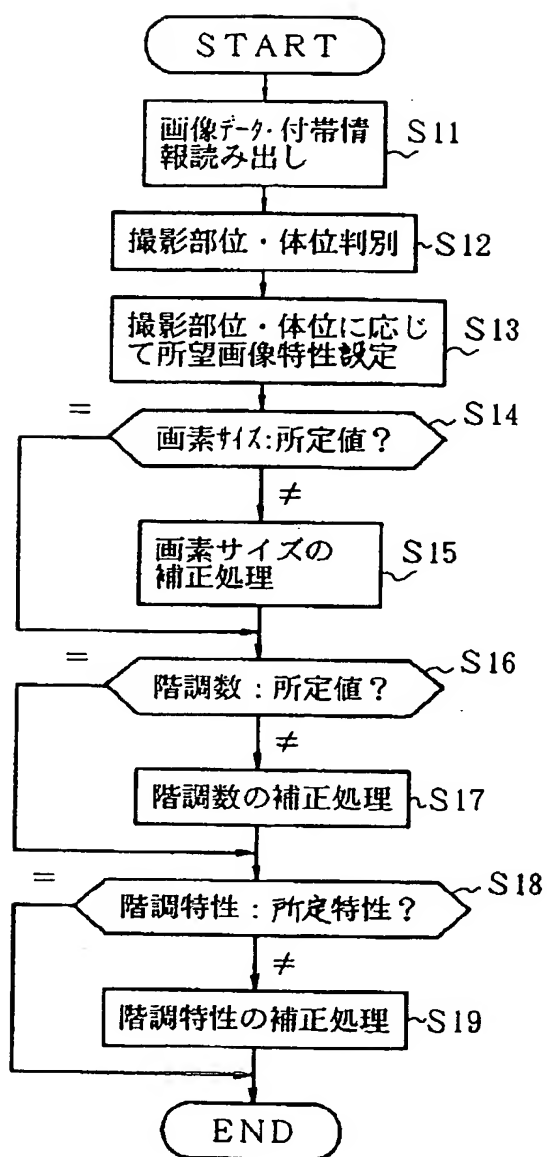 START
画像データ・付帯情
報読み出し
S11
撮影部位・体位判別
S12
撮影部位・体位に応じ
て所望画像特性設定
S13
=
画素サイズ:所定値?
S14
≠
画素サイズの
補正処理
S15
=
階調数:所定値?
S16
≠
階調数の補正処理
S17
=
階調特性:所定特性?
S18
≠
階調特性の補正処理
S19
END